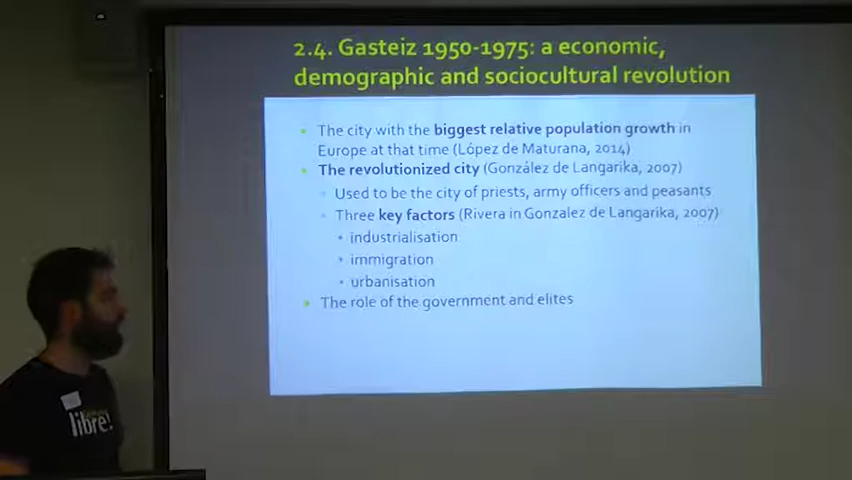 2.4. Gasteiz 1950-1975: a economic,
demographic and sociocultural revolution
The city with the biggest relative population growth in
Europe at that time (López de Maturana, 2014)
The revolutionized city (González de Langarika, 2007)
Used to be the city of priests, army officers and peasants
Three key factors (Rivera in Gonzalez de Langarika, 2007)
industrialisation
immigration
urbanisation
The role of the government and elites
libre!